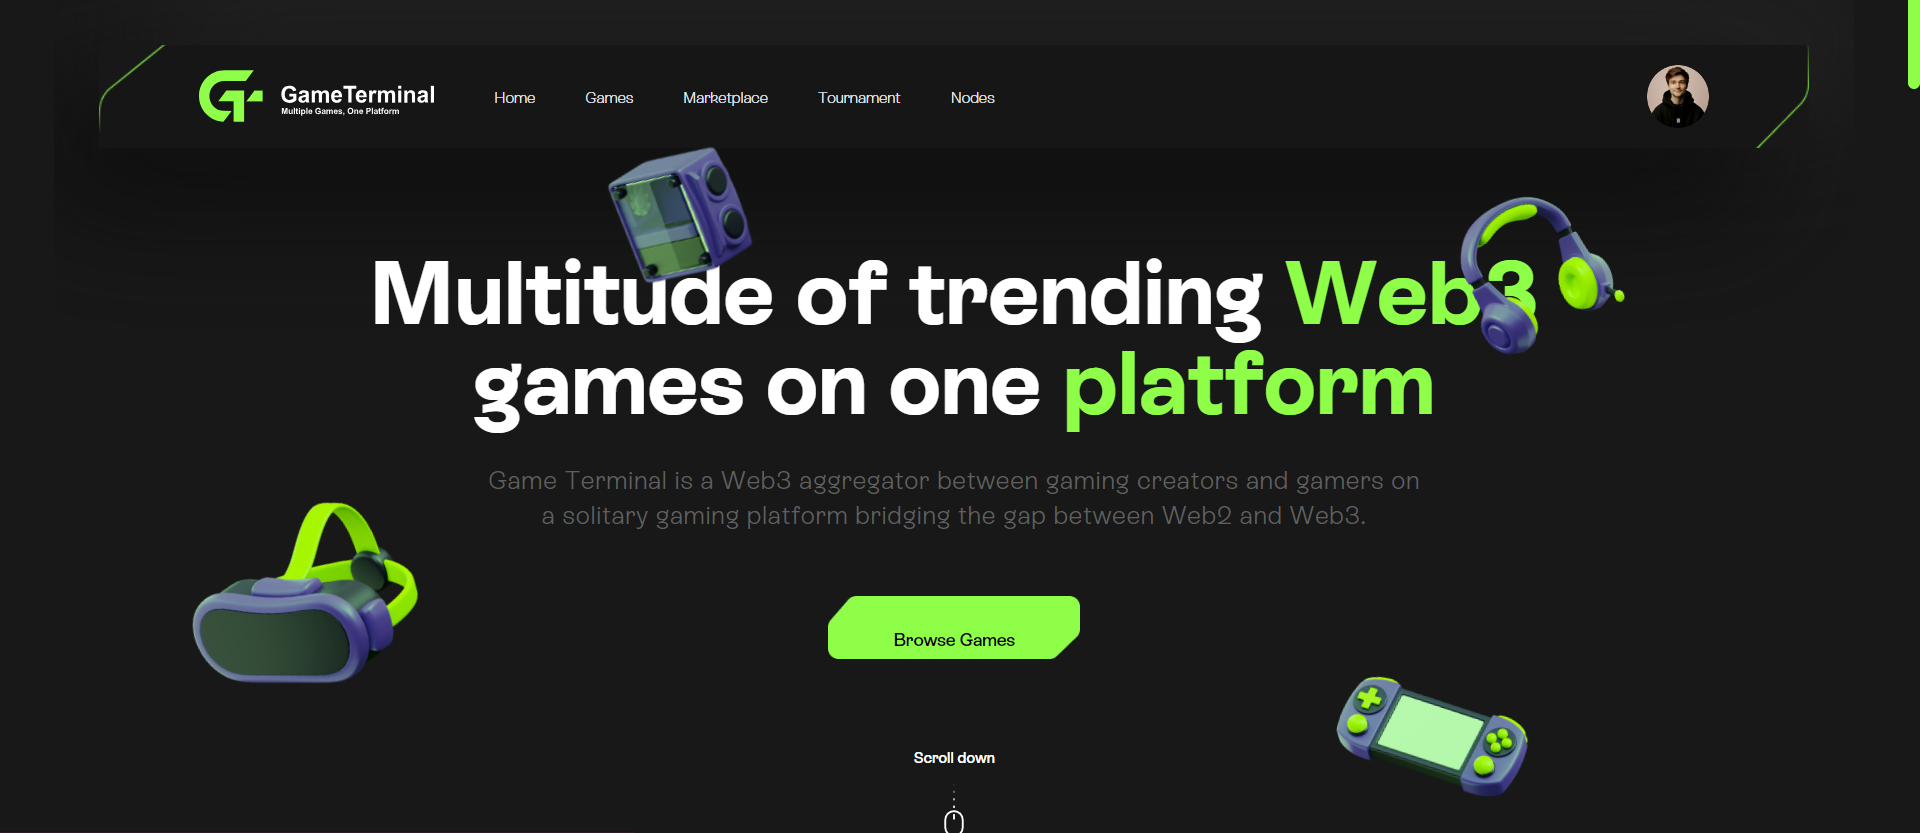 GameTerminal
Multiple Games, One Platform
Home
Games
Marketplace
Tournament
Nodes
Multitude of trending Web3
games on one platform
Game Terminal is a Web3 aggregator between gaming creators and gamers on
a solitary gaming platform bridging the gap between Web2 and Web3.
Browse Games
Scroll down